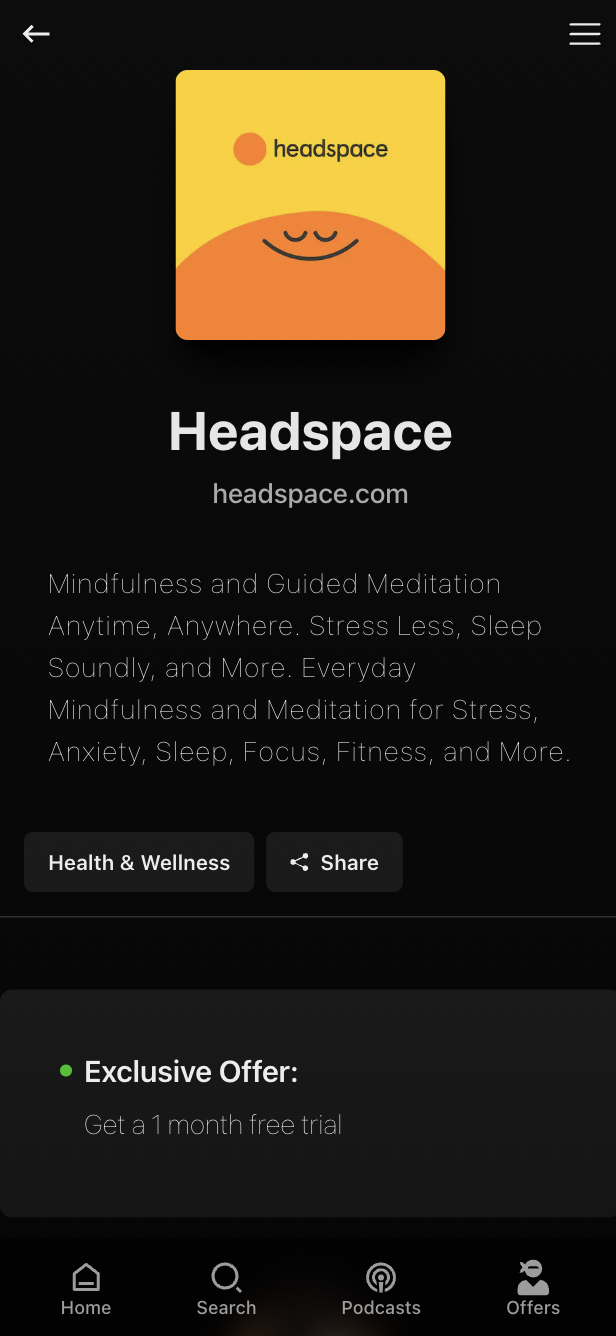 headspace
Headspace
headspace.com
Mindfulness and Guided Meditation
Anytime, Anywhere. Stress Less, Sleep
Soundly, and More. Everyday
Mindfulness and Meditation for Stress,
Anxiety, Sleep, Focus, Fitness, and More.
Health & Wellness
Share
Exclusive Offer:
Get a 1 month free trial
Home
Search
Podcasts
Offers